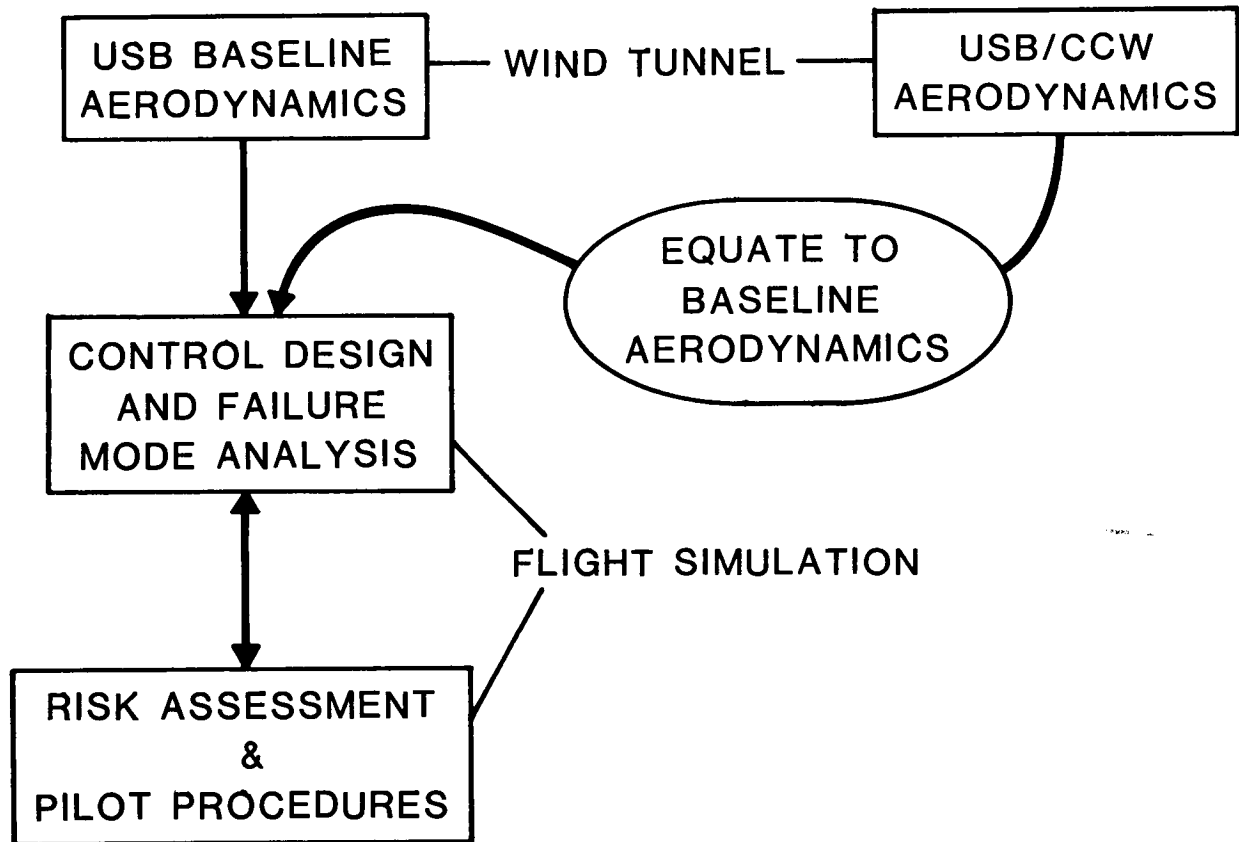 USB BASELINE
AERODYNAMICS
WIND TUNNEL
USB/CCW
AERODYNAMICS
EQUATE TO
BASELINE
AERODYNAMICS
CONTROL DESIGN
AND FAILURE
MODE ANALYSIS
FLIGHT SIMULATION
RISK ASSESSMENT
&
PILOT PROCEDURES